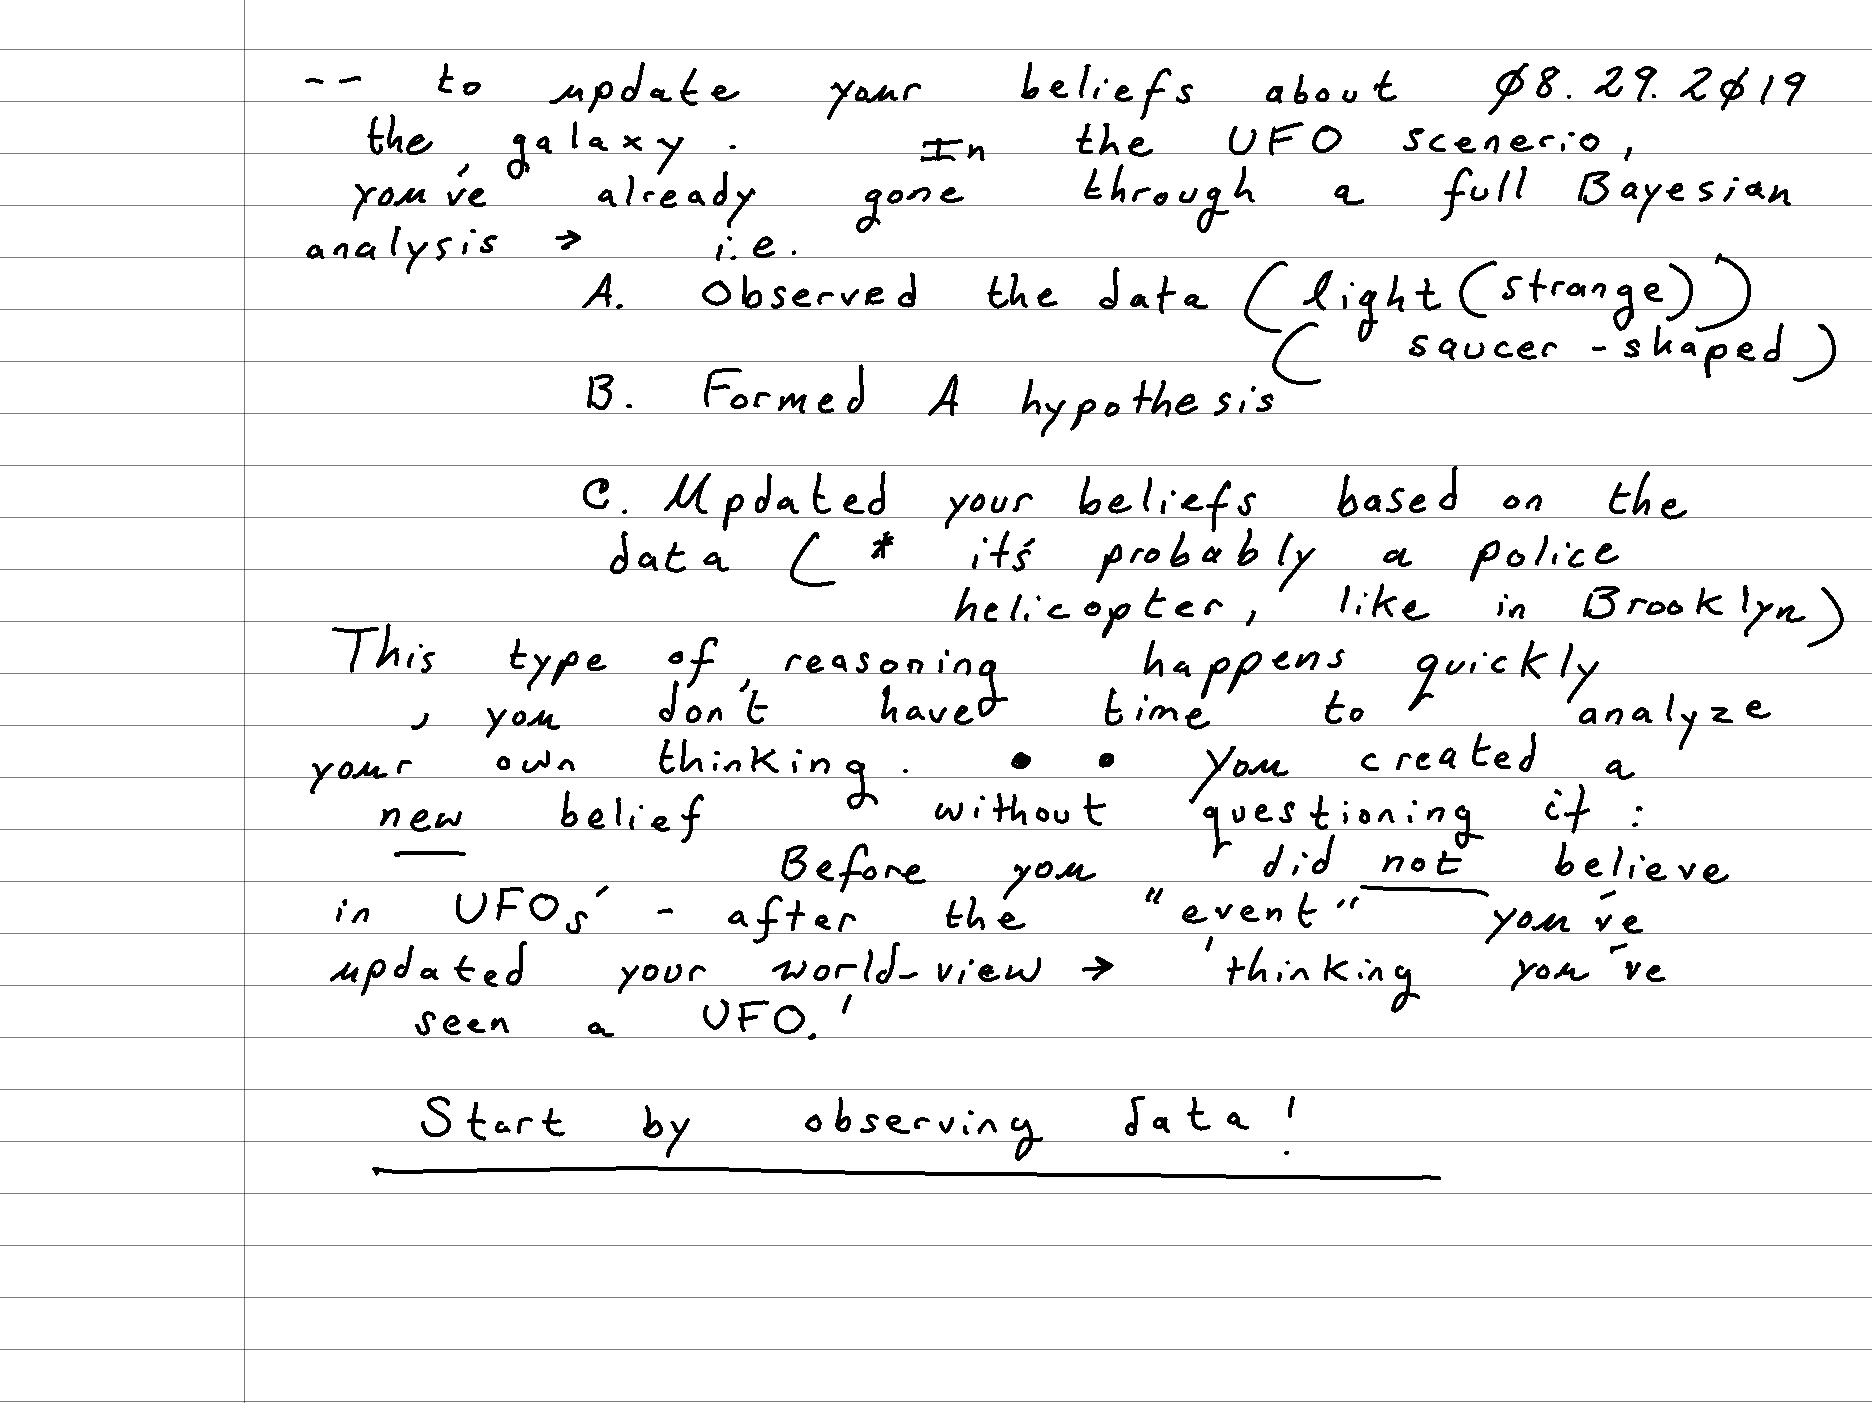 -- to update your beliefs about Ø8.29.2Ø19
the galaxy. In the UFO scenerio,
you've already gone through a full Bayesian
analysis → i.e.
A. Observed the data (light (strange))
(saucer-shaped)
B. Formed A hypothesis
C. Updated your beliefs based on the
data (* it's probably a police
helicopter, like in Brooklyn)
This type of reasoning happens quickly
, you don't have time to analyze
your own thinking. • • You created a
new belief without questioning it:
Before you did not believe
in UFOs' - after the "event" you've
updated your world-view → 'thinking you've
seen a UFO.'
Start by observing data!